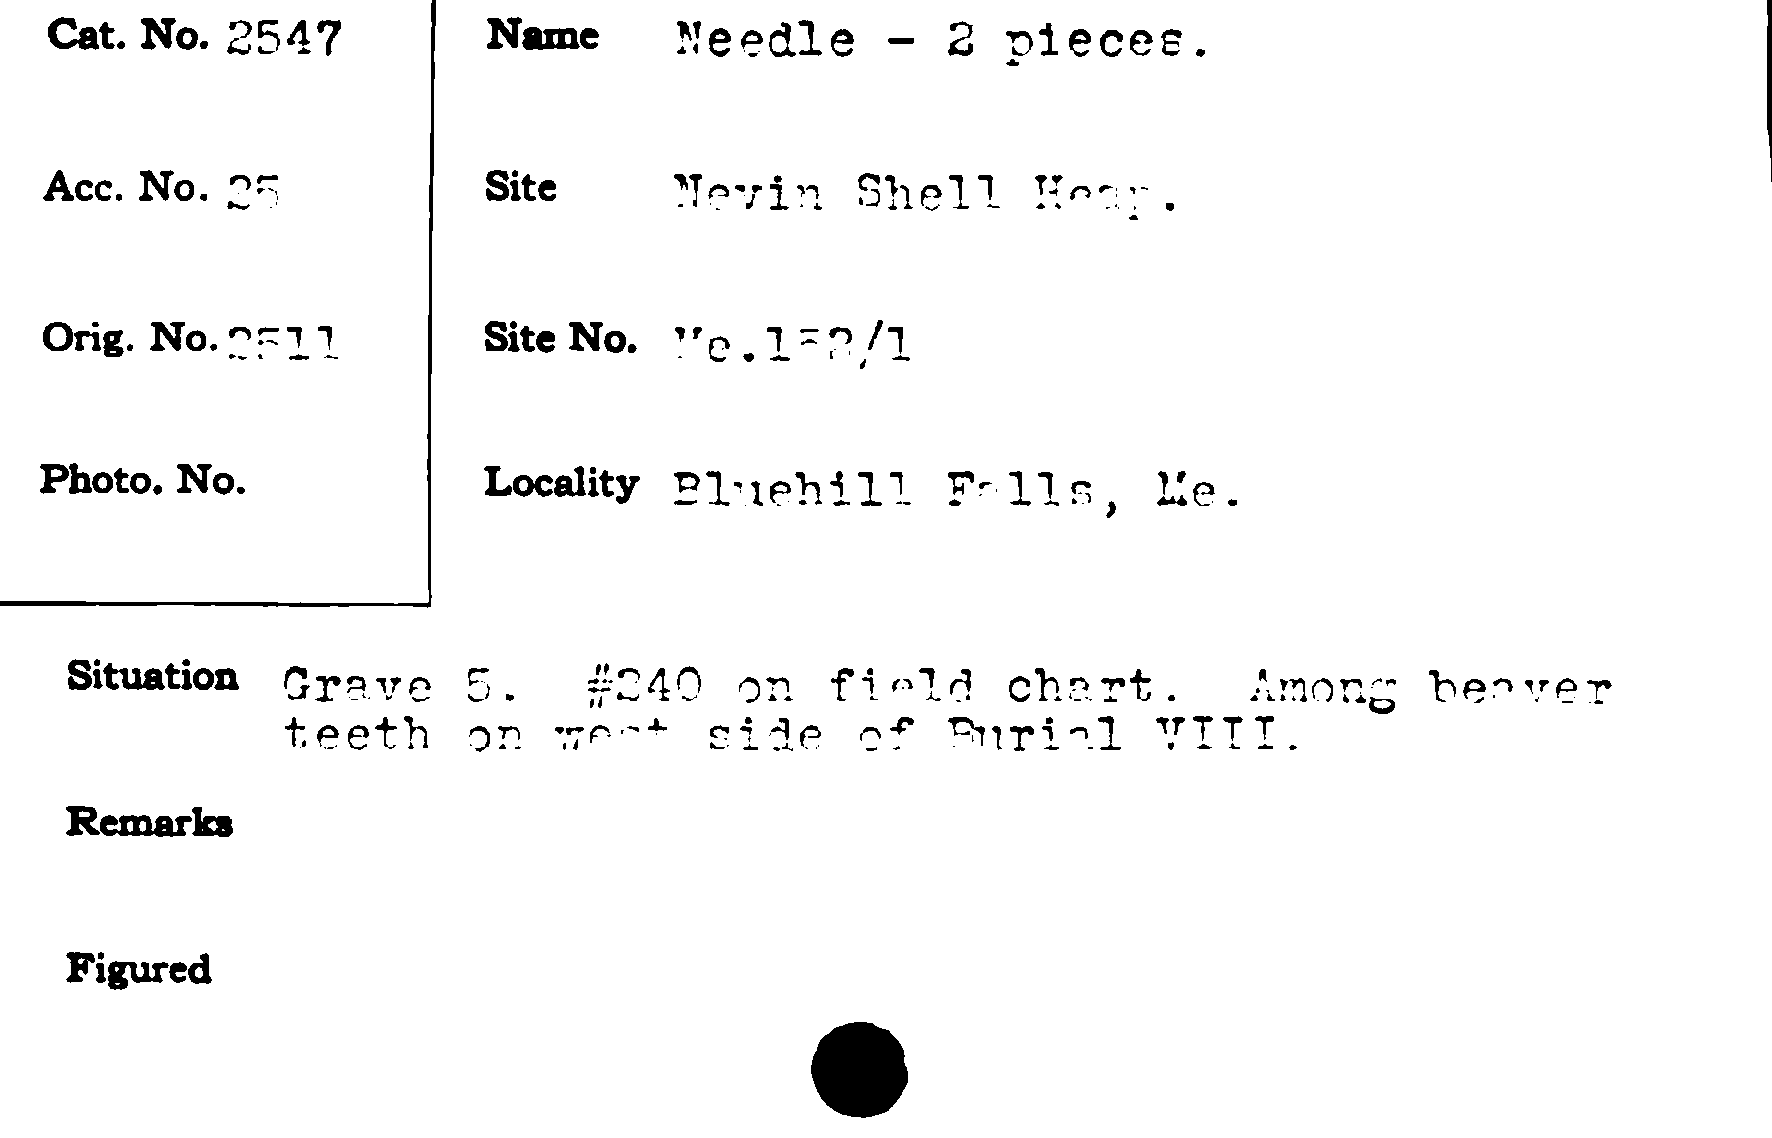 Cat. No. 2547
Name Needle - 2 pieces.
Acc. No. 25
Site Nevin Shell Heap.
Orig. No. 2511
Site No. Me.152/1
Photo. No.
Locality Bluehill Falls, Me.
Situation Grave 5. #240 on field chart. Among beaver
teeth on west side of Burial VIII.
Remarks
Figured